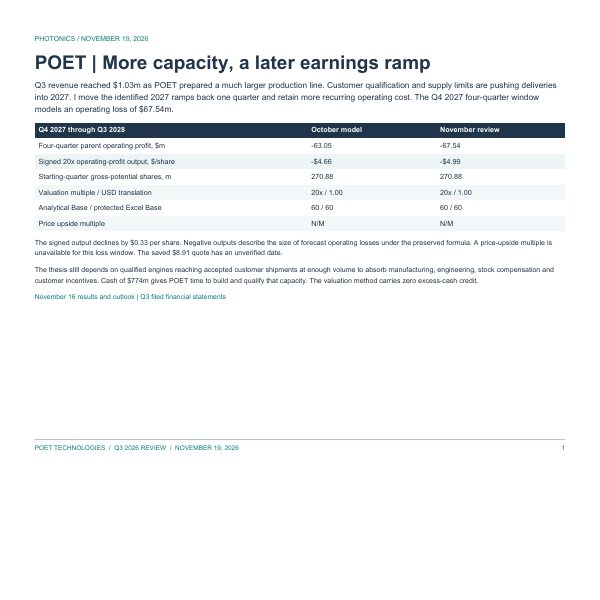 PHOTONICS / NOVEMBER 19, 2026
POET | More capacity, a later earnings ramp
Q3 revenue reached $1.03m as POET prepared a much larger production line. Customer qualification and supply limits are pushing deliveries
into 2027. I move the identified 2027 ramps back one quarter and retain more recurring operating cost. The Q4 2027 four-quarter window
models an operating loss of $67.54m.
Q4 2027 through Q3 2028 October model November review
Four-quarter parent operating profit, $m -63.05 -67.54
Signed 20x operating-profit output, $/share -$4.66 -$4.99
Starting-quarter gross-potential shares, m 270.88 270.88
Valuation multiple / USD translation 20x / 1.00 20x / 1.00
Analytical Base / protected Excel Base 60 / 60 60 / 60
Price upside multiple N/M N/M
The signed output declines by $0.33 per share. Negative outputs describe the size of forecast operating losses under the preserved formula. A price-upside multiple is
unavailable for this loss window. The saved $8.91 quote has an unverified date.
The thesis still depends on qualified engines reaching accepted customer shipments at enough volume to absorb manufacturing, engineering, stock compensation and
customer incentives. Cash of $774m gives POET time to build and qualify that capacity. The valuation method carries zero excess-cash credit.
November 16 results and outlook | Q3 filed financial statements
POET TECHNOLOGIES / Q3 2026 REVIEW / NOVEMBER 19, 2026 1